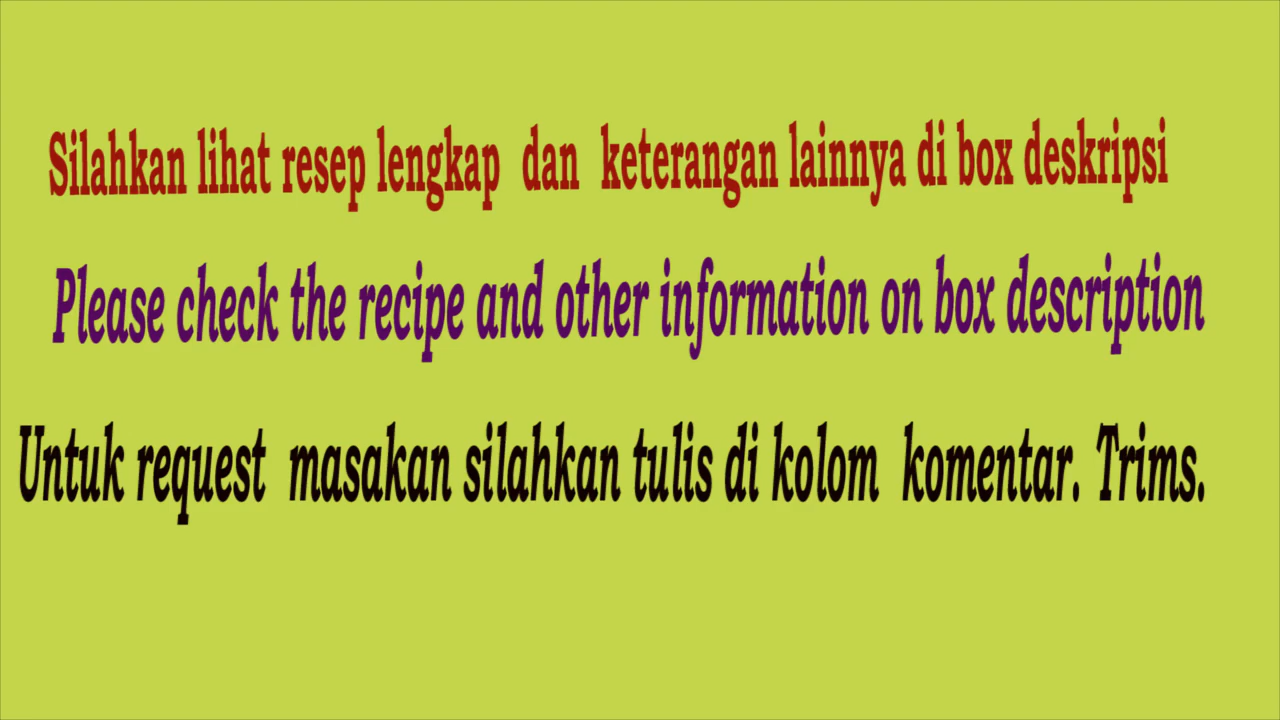 Silahkan lihat resep lengkap dan keterangan lainnya di box deskripsi
Please check the recipe and other information on box description
Untuk request masakan silahkan tulis di kolom komentar. Trims.